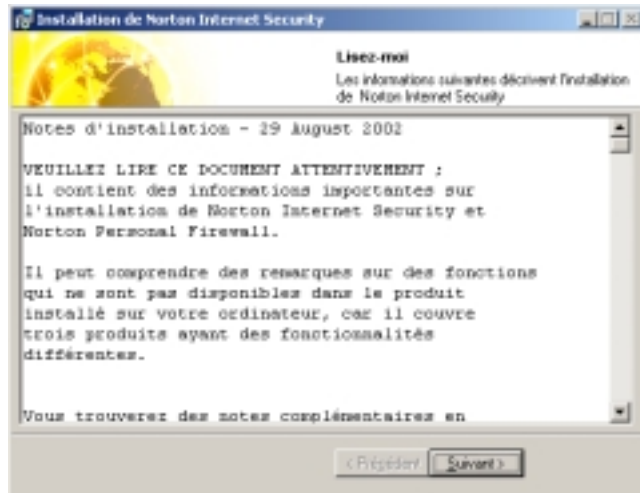 Installation de Norton Internet Security
Lisez-moi
Les informations suivantes décrivent l'installation
de Norton Internet Security
Notes d'installation - 29 August 2002
VEUILLEZ LIRE CE DOCUMENT ATTENTIVEMENT ;
il contient des informations importantes sur
l'installation de Norton Internet Security et
Norton Personal Firewall.
Il peut comprendre des remarques sur des fonctions
qui ne sont pas disponibles dans le produit
installé sur votre ordinateur, car il couvre
trois produits ayant des fonctionnalités
différentes.
Vous trouverez des notes complémentaires en
< Précédent
Suivant >